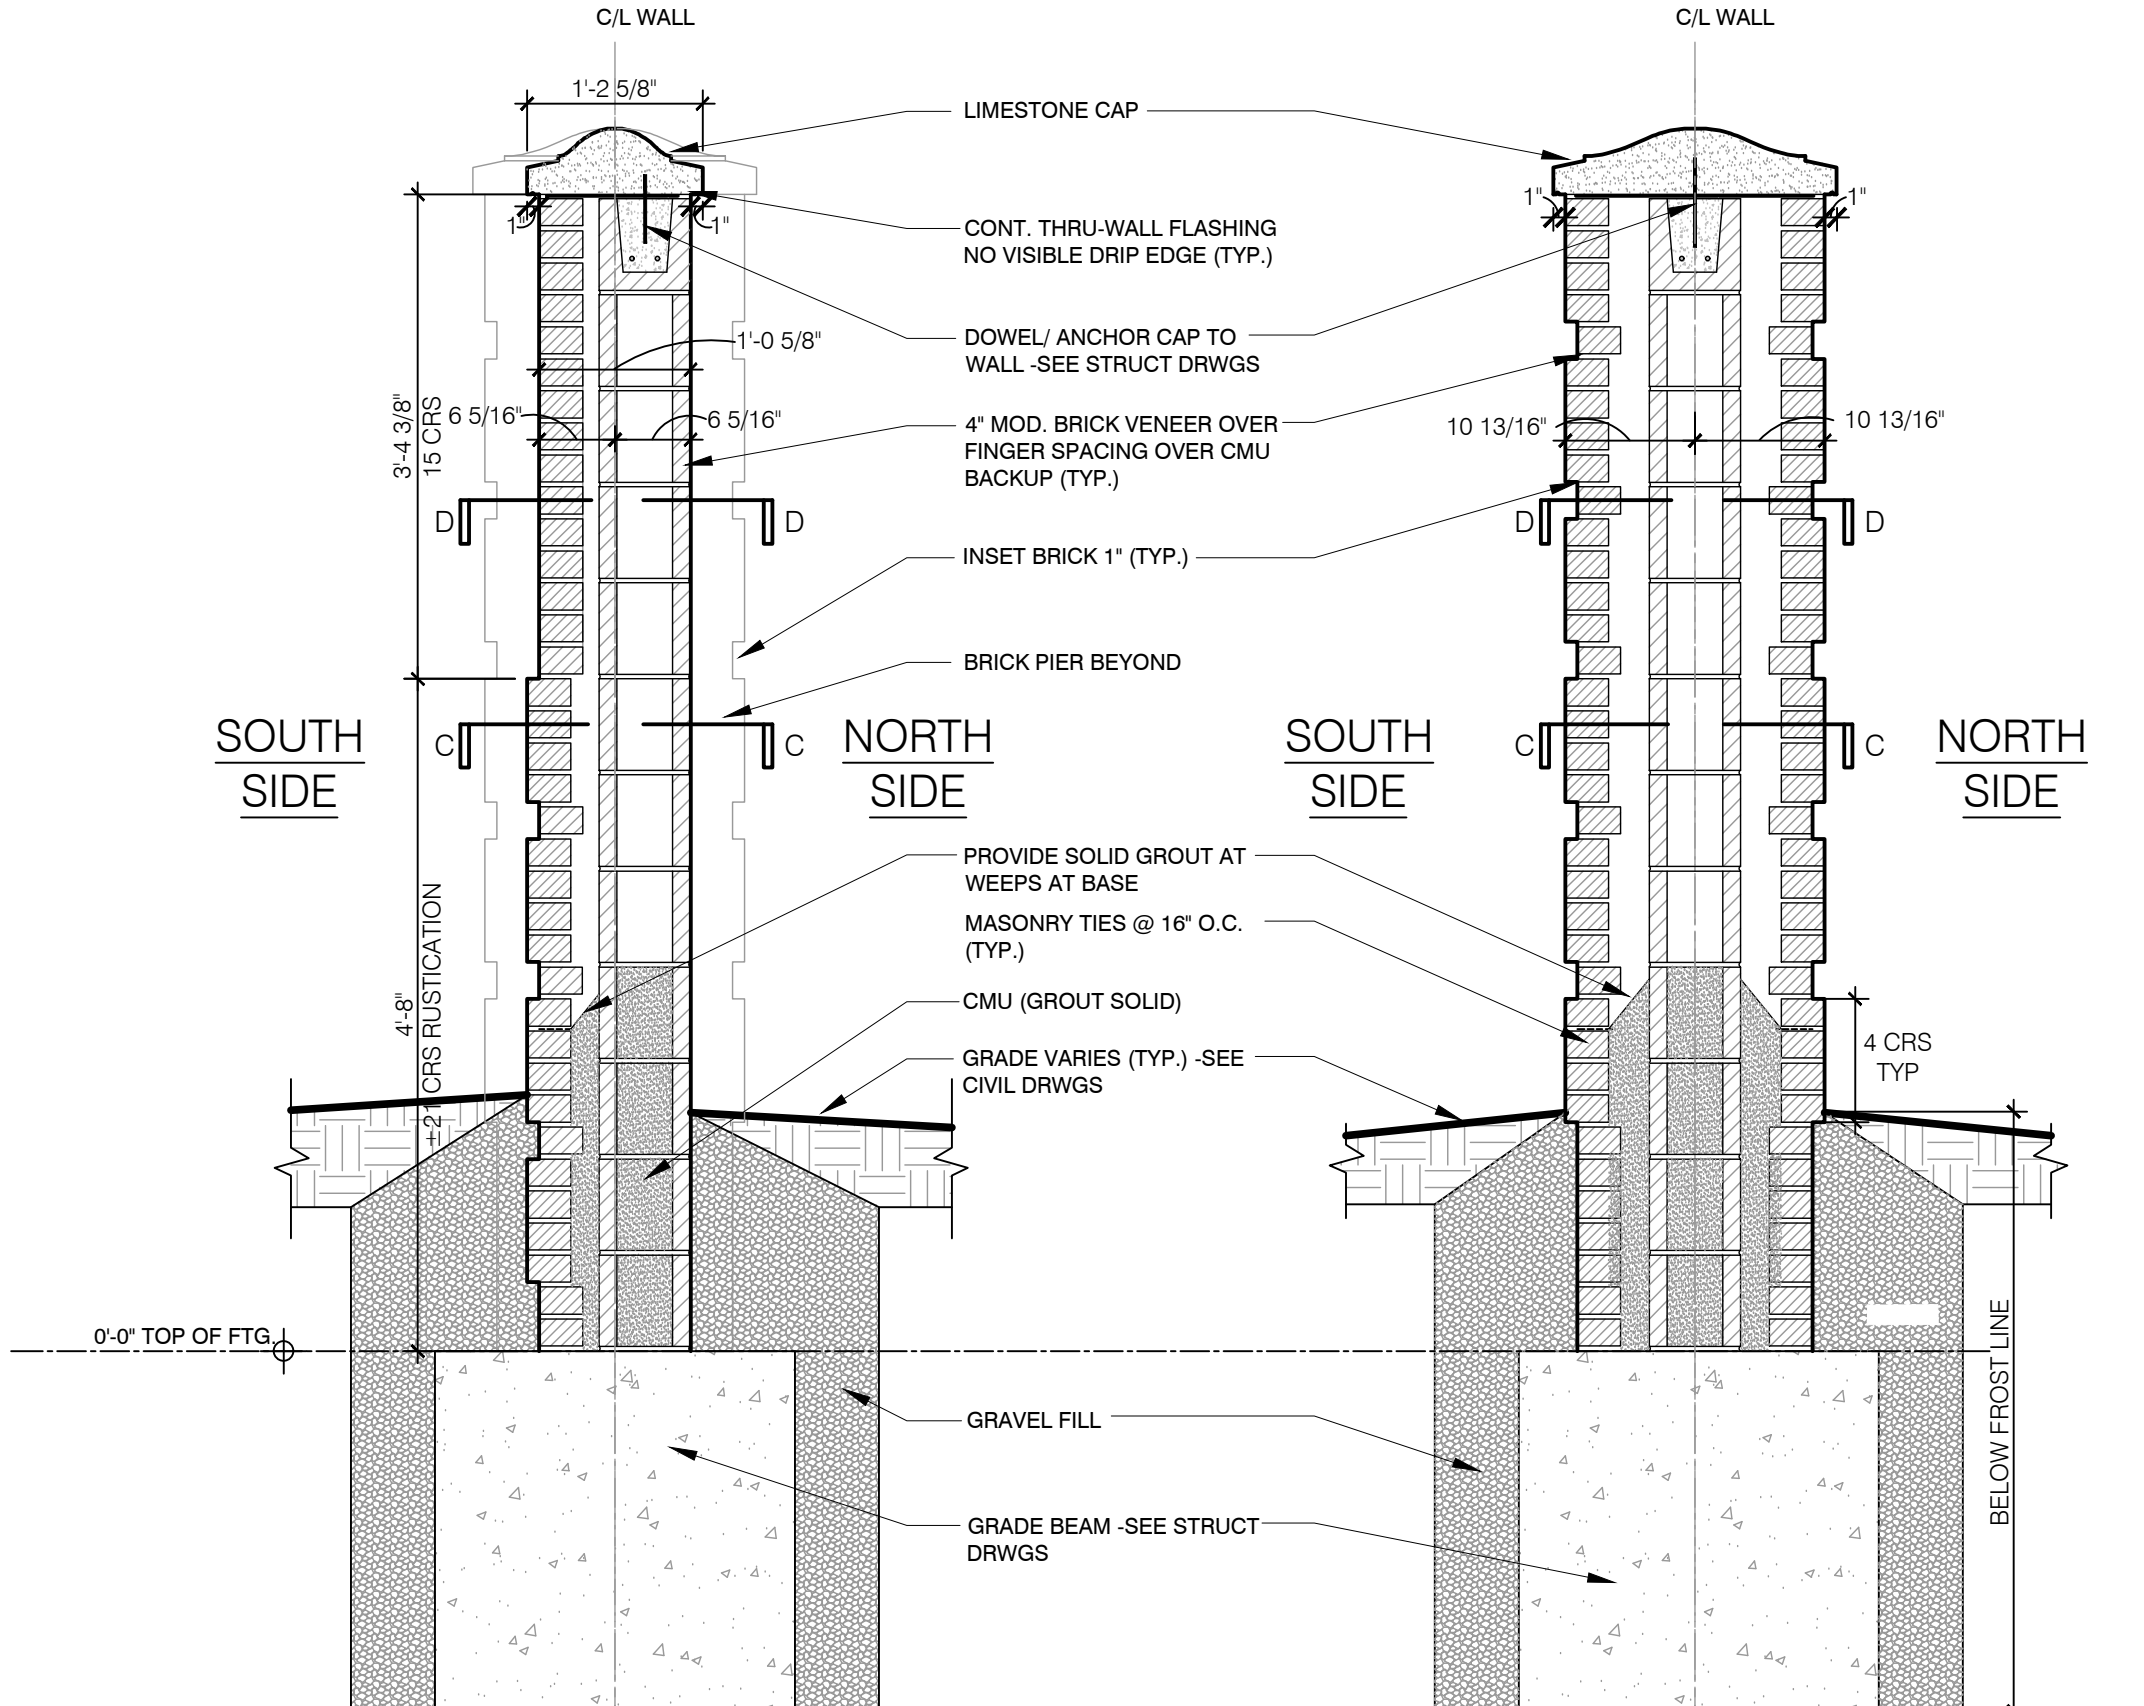 C/L WALL
C/L WALL
1'-2 5/8"
LIMESTONE CAP
1"
1"
1"
1"
CONT. THRU-WALL FLASHING
NO VISIBLE DRIP EDGE (TYP.)
DOWEL/ ANCHOR CAP TO
WALL -SEE STRUCT DRWGS
1'-0 5/8"
6 5/16"
6 5/16"
4" MOD. BRICK VENEER OVER
FINGER SPACING OVER CMU
BACKUP (TYP.)
10 13/16"
10 13/16"
3'-4 3/8"
15 CRS
D
D
D
D
INSET BRICK 1" (TYP.)
BRICK PIER BEYOND
SOUTH
SIDE
C
C
NORTH
SIDE
SOUTH
SIDE
C
C
NORTH
SIDE
PROVIDE SOLID GROUT AT
WEEPS AT BASE
MASONRY TIES @ 16" O.C.
(TYP.)
4'-8"
±21 CRS RUSTICATION
CMU (GROUT SOLID)
4 CRS
TYP
GRADE VARIES (TYP.) -SEE
CIVIL DRWGS
0'-0" TOP OF FTG.
BELOW FROST LINE
GRAVEL FILL
GRADE BEAM -SEE STRUCT
DRWGS